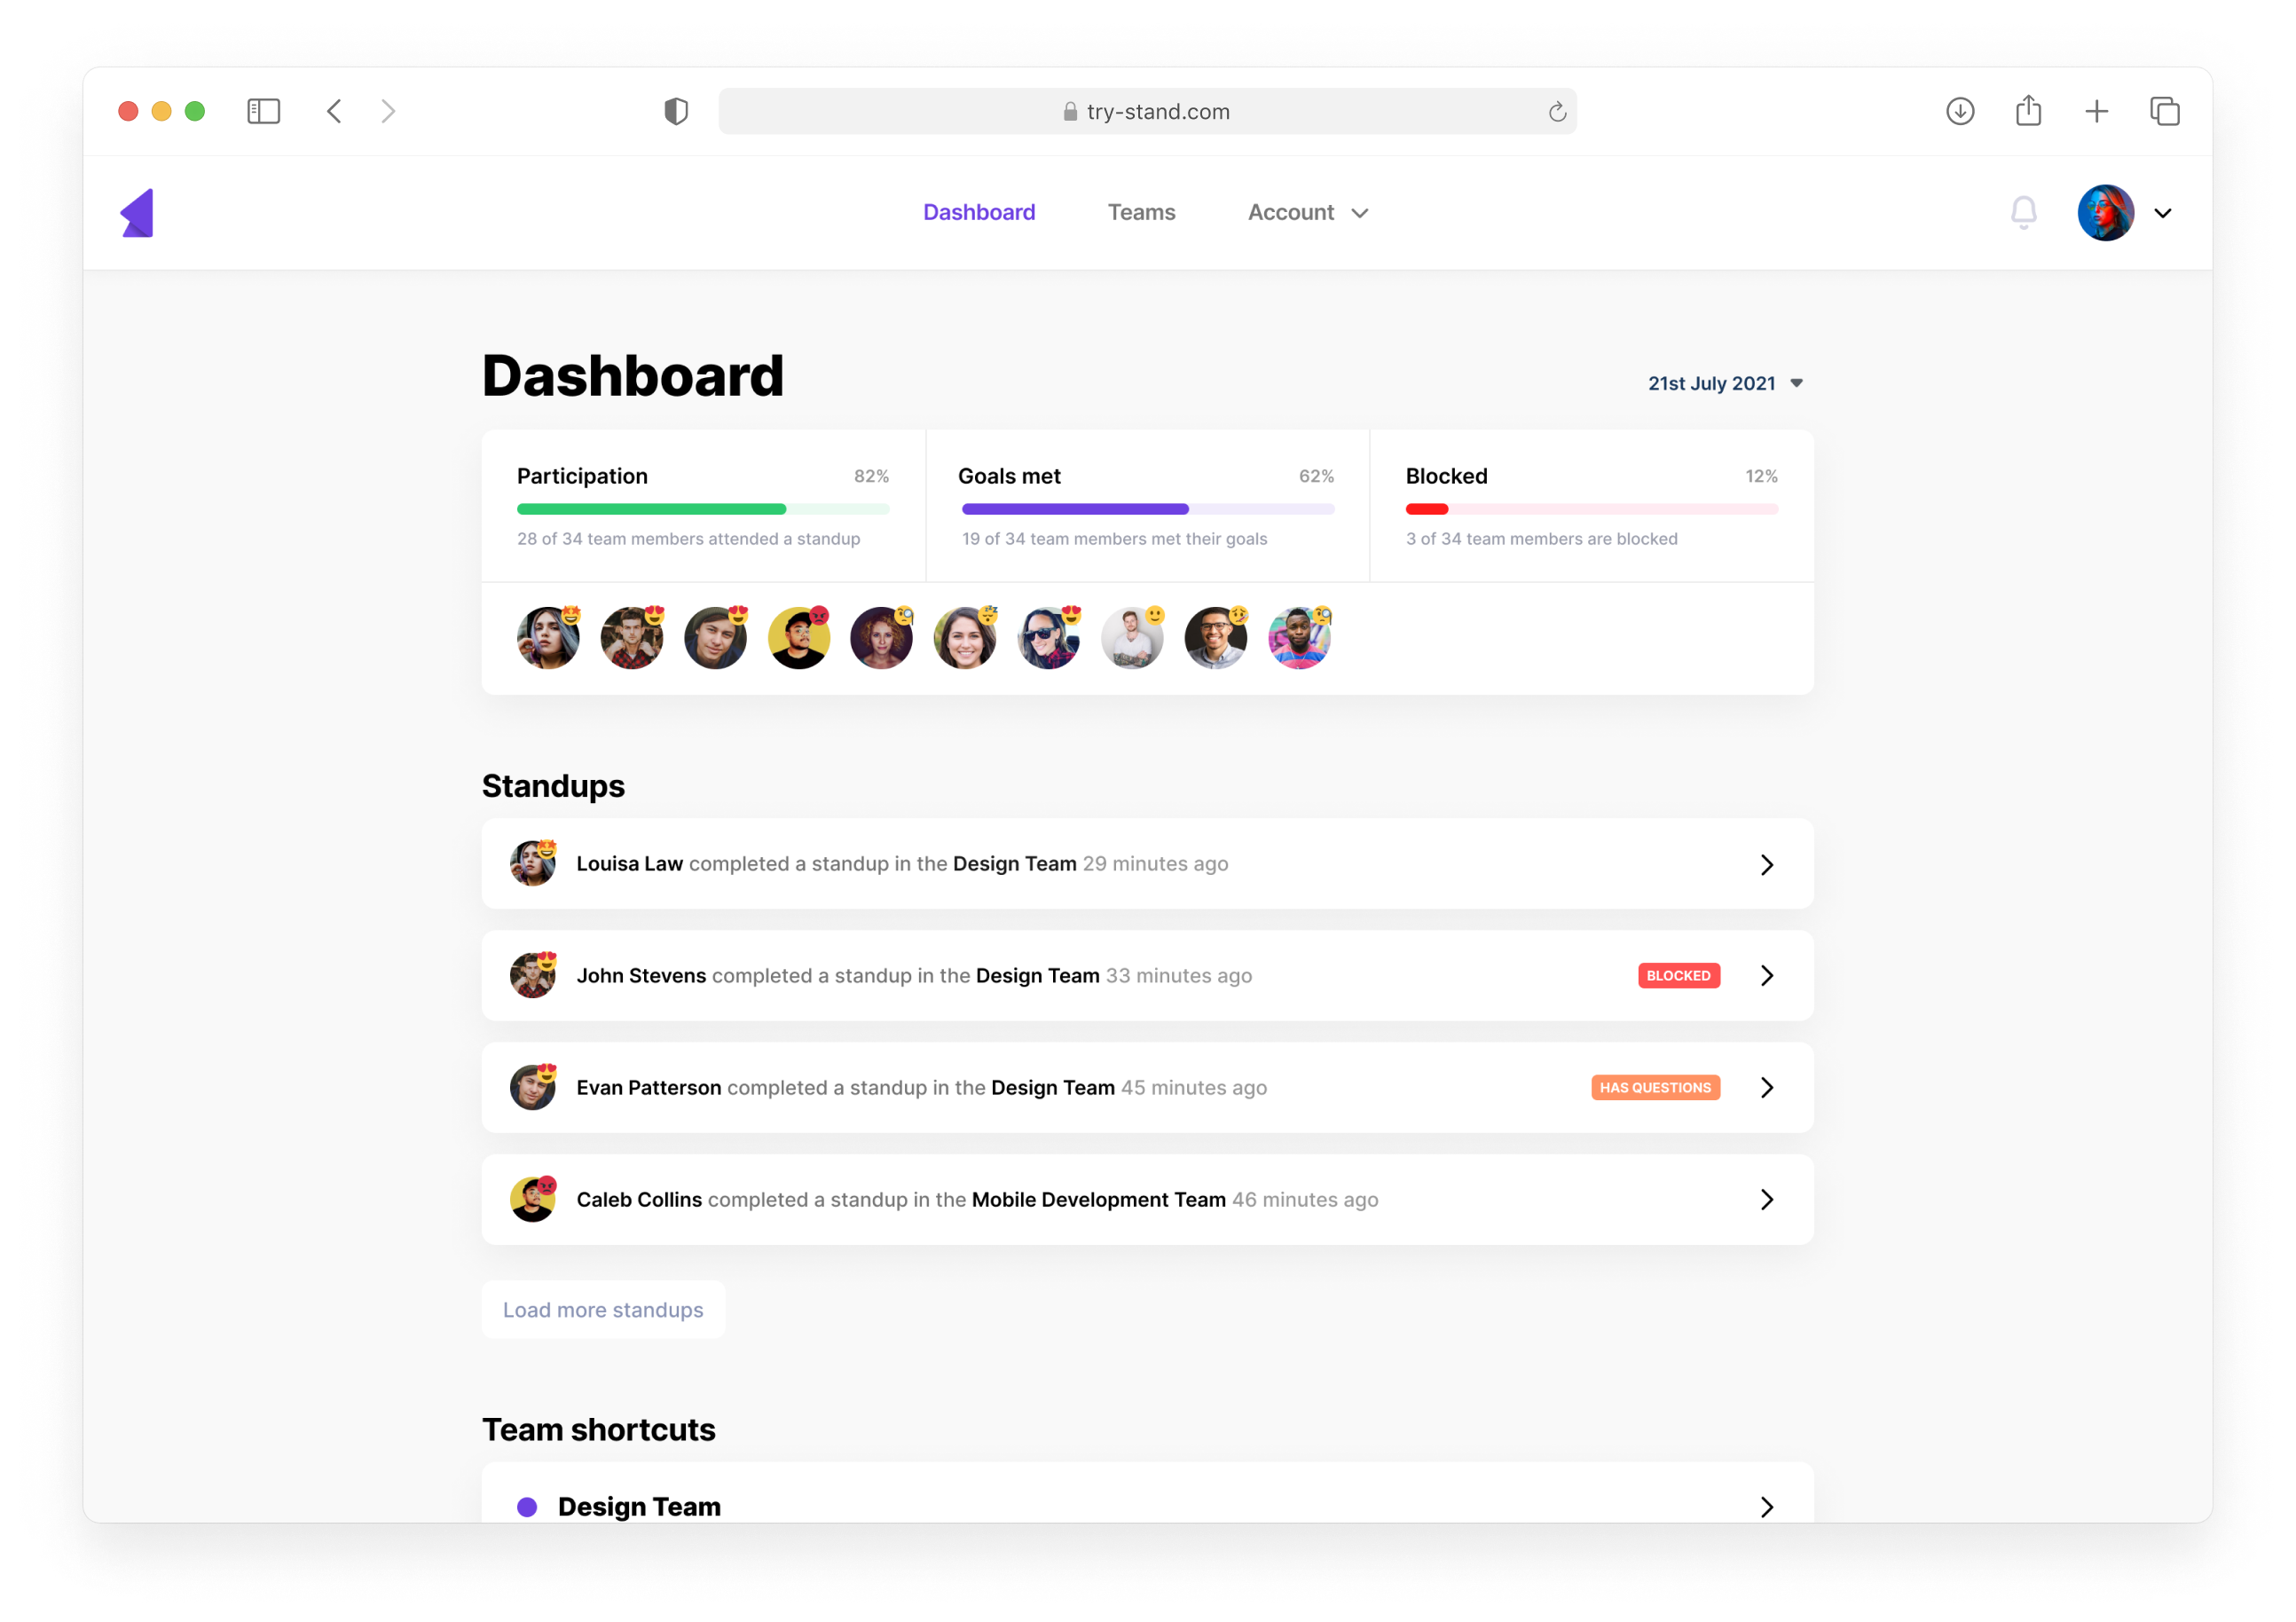 try-stand.com
Dashboard Teams Account
Dashboard
21st July 2021
Participation 82%
28 of 34 team members attended a standup
Goals met 62%
19 of 34 team members met their goals
Blocked 12%
3 of 34 team members are blocked
Standups
Louisa Law completed a standup in the Design Team 29 minutes ago
John Stevens completed a standup in the Design Team 33 minutes ago
BLOCKED
Evan Patterson completed a standup in the Design Team 45 minutes ago
HAS QUESTIONS
Caleb Collins completed a standup in the Mobile Development Team 46 minutes ago
Load more standups
Team shortcuts
Design Team